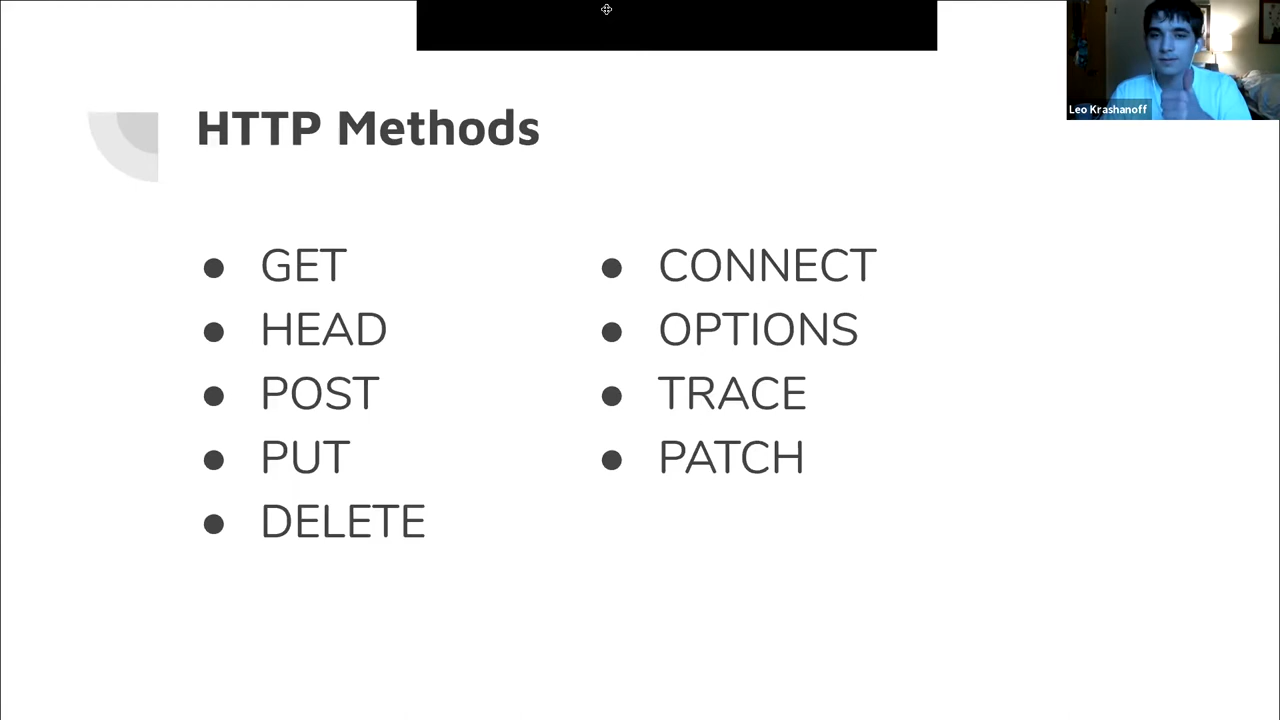 Leo Krashanoff
HTTP Methods
GET
HEAD
POST
PUT
DELETE
CONNECT
OPTIONS
TRACE
PATCH